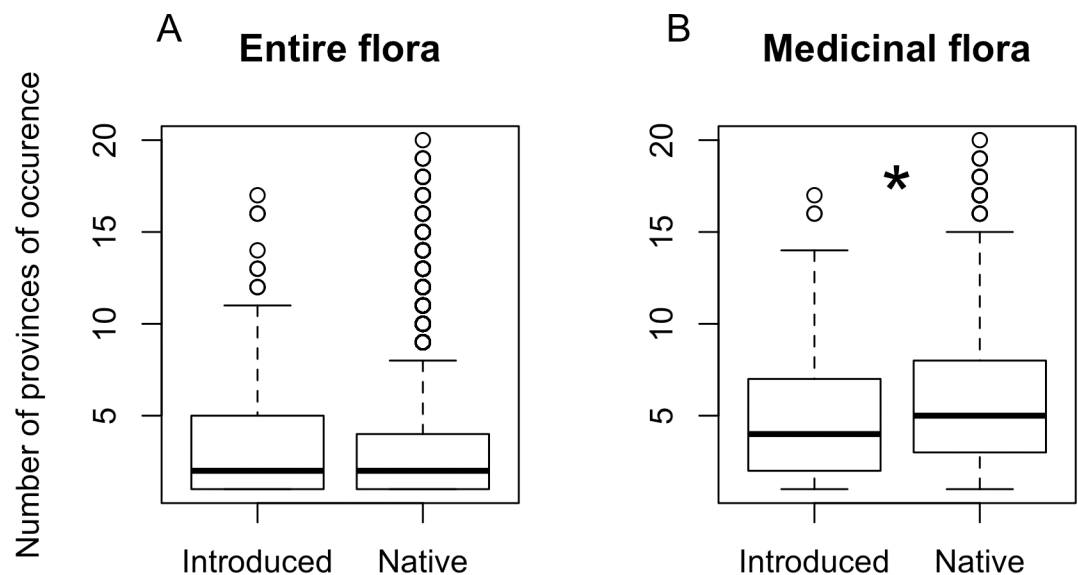 A
Entire flora
B
Medicinal flora
Number of provinces of occurence
20
15
10
5
Introduced
Native
20
15
10
5
*
Introduced
Native